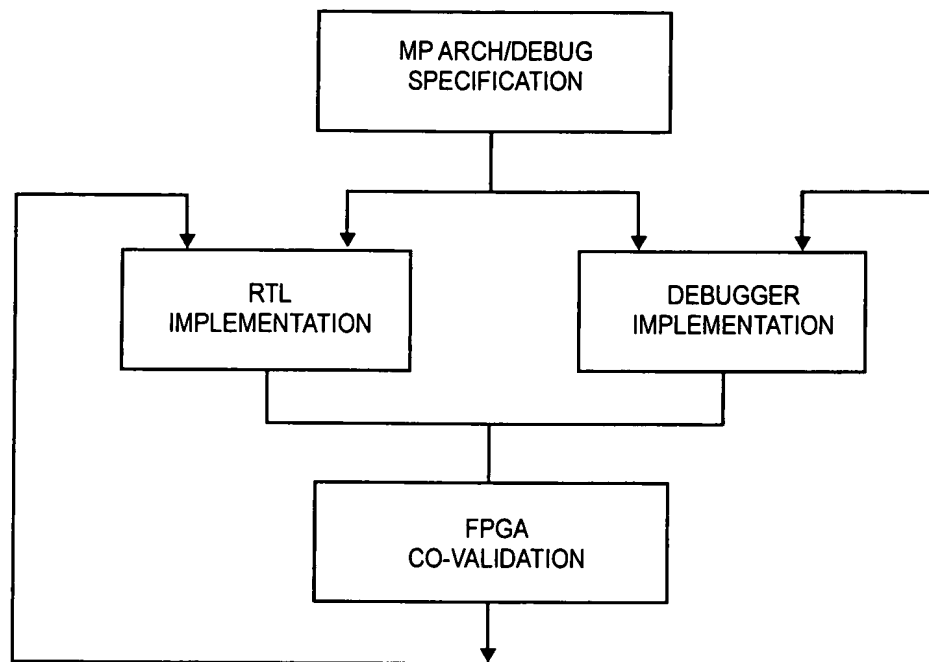 MP ARCH/DEBUG
SPECIFICATION
RTL
IMPLEMENTATION
DEBUGGER
IMPLEMENTATION
FPGA
CO-VALIDATION